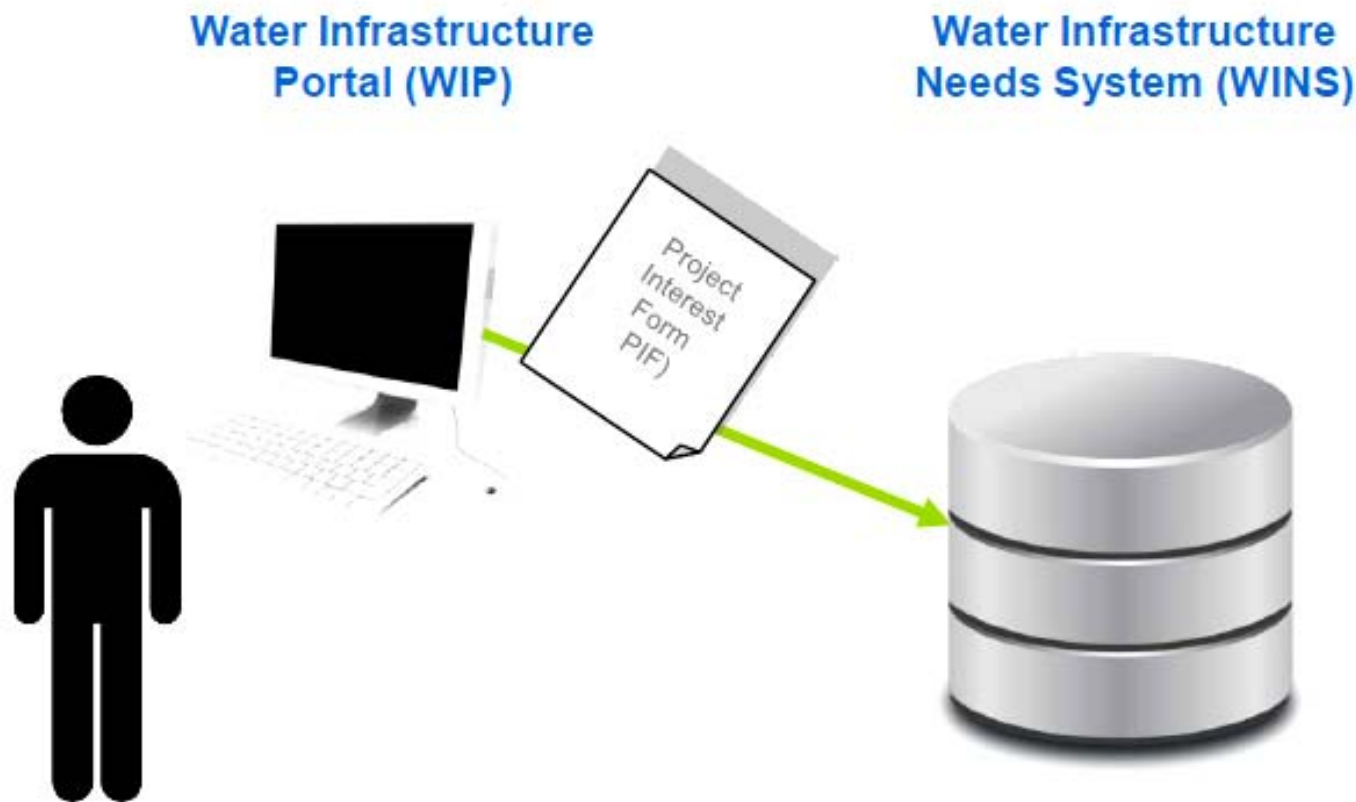 Water Infrastructure
Portal (WIP)
Water Infrastructure
Needs System (WINS)
Project
Interest
Form
PIF)